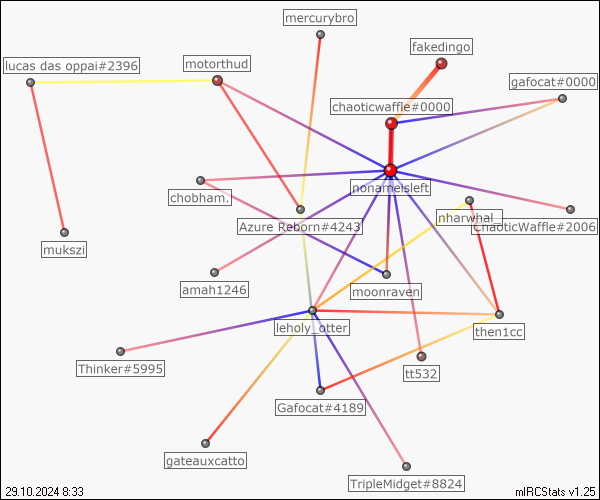 mercurybro
fakedingo
lucas das oppai#2396
motorthud
gafocat#0000
chaoticwaffle#0000
nonameisleft
chobham.
nharwhal_
Azure Reborn#4243
ChaoticWaffle#2006
mukszi
amah1246
moonraven
leholy_otter
then1cc
Thinker#5995
tt532
Gafocat#4189
gateauxcatto
TripleMidget#8824
29.10.2024 8:33
mIRCStats v1.25